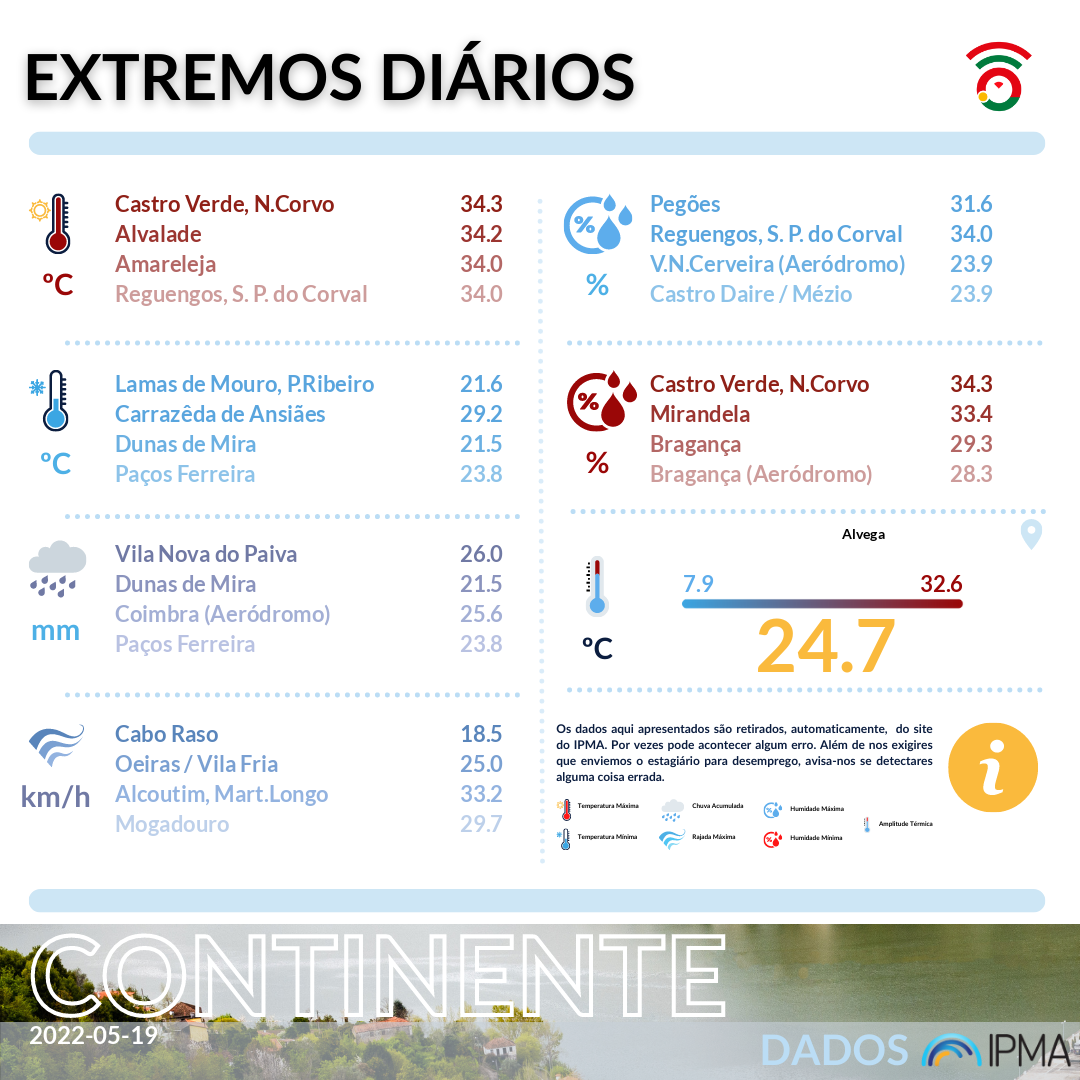 EXTREMOS DIÁRIOS
ºC
Castro Verde, N.Corvo 34.3
Alvalade 34.2
Amareleja 34.0
Reguengos, S. P. do Corval 34.0
%
Pegões 31.6
Reguengos, S. P. do Corval 34.0
V.N.Cerveira (Aeródromo) 23.9
Castro Daire / Mézio 23.9
ºC
Lamas de Mouro, P.Ribeiro 21.6
Carrazêda de Ansiães 29.2
Dunas de Mira 21.5
Paços Ferreira 23.8
%
Castro Verde, N.Corvo 34.3
Mirandela 33.4
Bragança 29.3
Bragança (Aeródromo) 28.3
mm
Vila Nova do Paiva 26.0
Dunas de Mira 21.5
Coimbra (Aeródromo) 25.6
Paços Ferreira 23.8
Alvega
7.9 32.6
ºC
24.7
km/h
Cabo Raso 18.5
Oeiras / Vila Fria 25.0
Alcoutim, Mart.Longo 33.2
Mogadouro 29.7
Os dados aqui apresentados são retirados, automaticamente, do site
do IPMA. Por vezes pode acontecer algum erro. Além de nos exigires
que enviemos o estagiário para desemprego, avisa-nos se detectares
alguma coisa errada.
i
Temperatura Máxima Chuva Acumulada Humidade Máxima
Amplitude Térmica
Temperatura Mínima Rajada Máxima Humidade Mínima
CONTINENTE
2022-05-19
DADOS IPMA